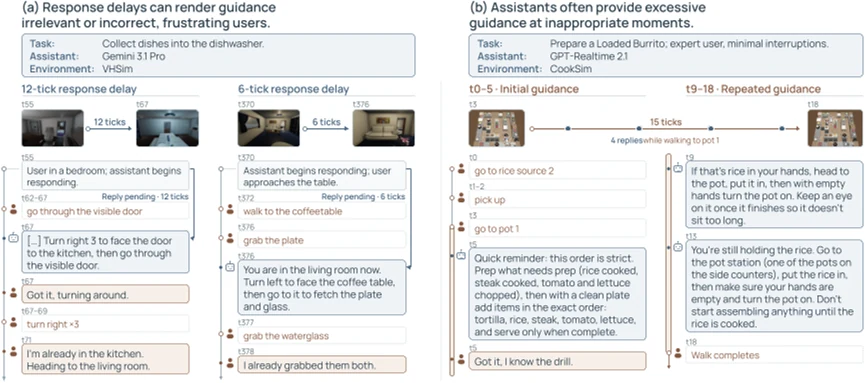 (a) Response delays can render guidance
irrelevant or incorrect, frustrating users.
Task: Collect dishes into the dishwasher.
Assistant: Gemini 3.1 Pro
Environment: VHSim
12-tick response delay
t55
t67
12 ticks
t55
User in a bedroom; assistant begins
responding.
Reply pending · 12 ticks
t62–67
go through the visible door
t67
[...] Turn right 3 to face the door
to the kitchen, then go through
the visible door.
t67
Got it, turning around.
t67-69
turn right ×3
t71
I'm already in the kitchen.
Heading to the living room.
6-tick response delay
t370
t376
6 ticks
t370
Assistant begins responding; user
approaches the table.
Reply pending · 6 ticks
t372
walk to the coffeetable
t376
grab the plate
t376
You are in the living room now.
Turn left to face the coffee table,
then go to it to fetch the plate
and glass.
t377
grab the waterglass
t378
I already grabbed them both.
(b) Assistants often provide excessive
guidance at inappropriate moments.
Task: Prepare a Loaded Burrito; expert user, minimal interruptions.
Assistant: GPT-Realtime 2.1
Environment: CookSim
t0–5 · Initial guidance
t9–18 · Repeated guidance
t3
t18
15 ticks
4 replies while walking to pot 1
t0
go to rice source 2
t1–2
pick up
t3
go to pot 1
t5
Quick reminder: this order is strict.
Prep what needs prep (rice cooked,
steak cooked, tomato and lettuce
chopped), then with a clean plate
add items in the exact order:
tortilla, rice, steak, tomato, lettuce,
and serve only when complete.
t5
Got it, I know the drill.
t9
If that's rice in your hands, head to
the pot, put it in, then with empty
hands turn the pot on. Keep an eye
on it once it finishes so it doesn't
sit too long.
t13
You're still holding the rice. Go to
the pot station (one of the pots on
the side counters), put the rice in,
then make sure your hands are
empty and turn the pot on. Don't
start assembling anything until the
rice is cooked.
t18
Walk completes